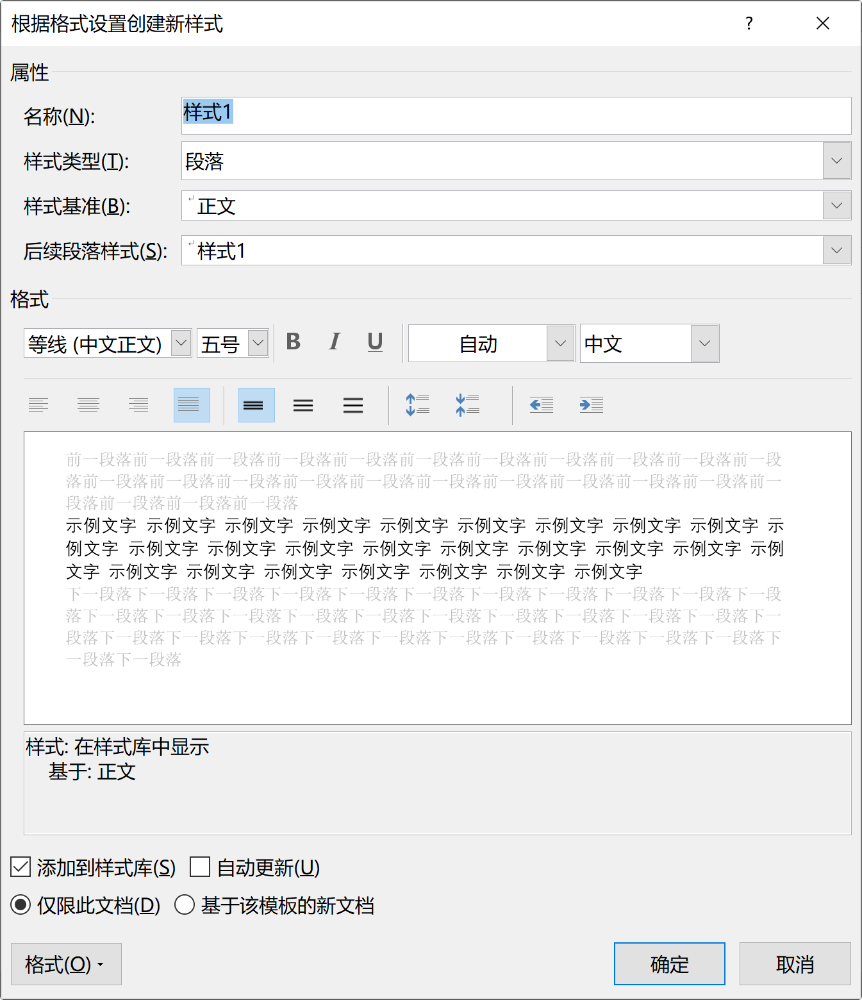 根据格式设置创建新样式 ?
属性
名称(N): 样式1
样式类型(T): 段落
样式基准(B): 正文
后续段落样式(S): 样式1
格式
等线 (中文正文) 五号 B I U 自动 中文
前一段落前一段落前一段落前一段落前一段落前一段落前一段落前一段落前一段落前一段落前一段
落前一段落前一段落前一段落前一段落前一段落前一段落前一段落前一段落前一段落前一段落前一
段落前一段落前一段落前一段落
示例文字 示例文字 示例文字 示例文字 示例文字 示例文字 示例文字 示例文字 示例文字 示
例文字 示例文字 示例文字 示例文字 示例文字 示例文字 示例文字 示例文字 示例文字 示例
文字 示例文字 示例文字 示例文字 示例文字 示例文字 示例文字 示例文字
下一段落下一段落下一段落下一段落下一段落下一段落下一段落下一段落下一段落下一段落下一段
落下一段落下一段落下一段落下一段落下一段落下一段落下一段落下一段落下一段落下一段落下一
段落下一段落下一段落下一段落下一段落下一段落下一段落下一段落下一段落下一段落下一段落下
一段落下一段落
样式: 在样式库中显示
基于: 正文
添加到样式库(S) 自动更新(U)
仅限此文档(D) 基于该模板的新文档
格式(O) 确定 取消